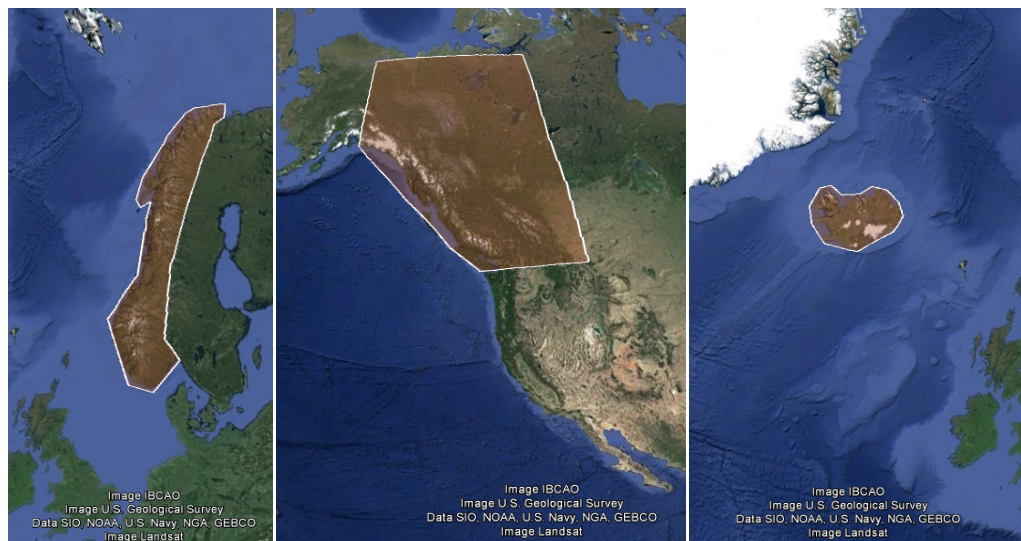 Image IBCAO
Image U.S. Geological Survey
Data SIO, NOAA, U.S. Navy, NGA, GEBCO
Image Landsat
Image IBCAO
Image U.S. Geological Survey
Data SIO, NOAA, U.S. Navy, NGA, GEBCO
Image Landsat
Image IBCAO
Image U.S. Geological Survey
Data SIO, NOAA, U.S. Navy, NGA, GEBCO
Image Landsat